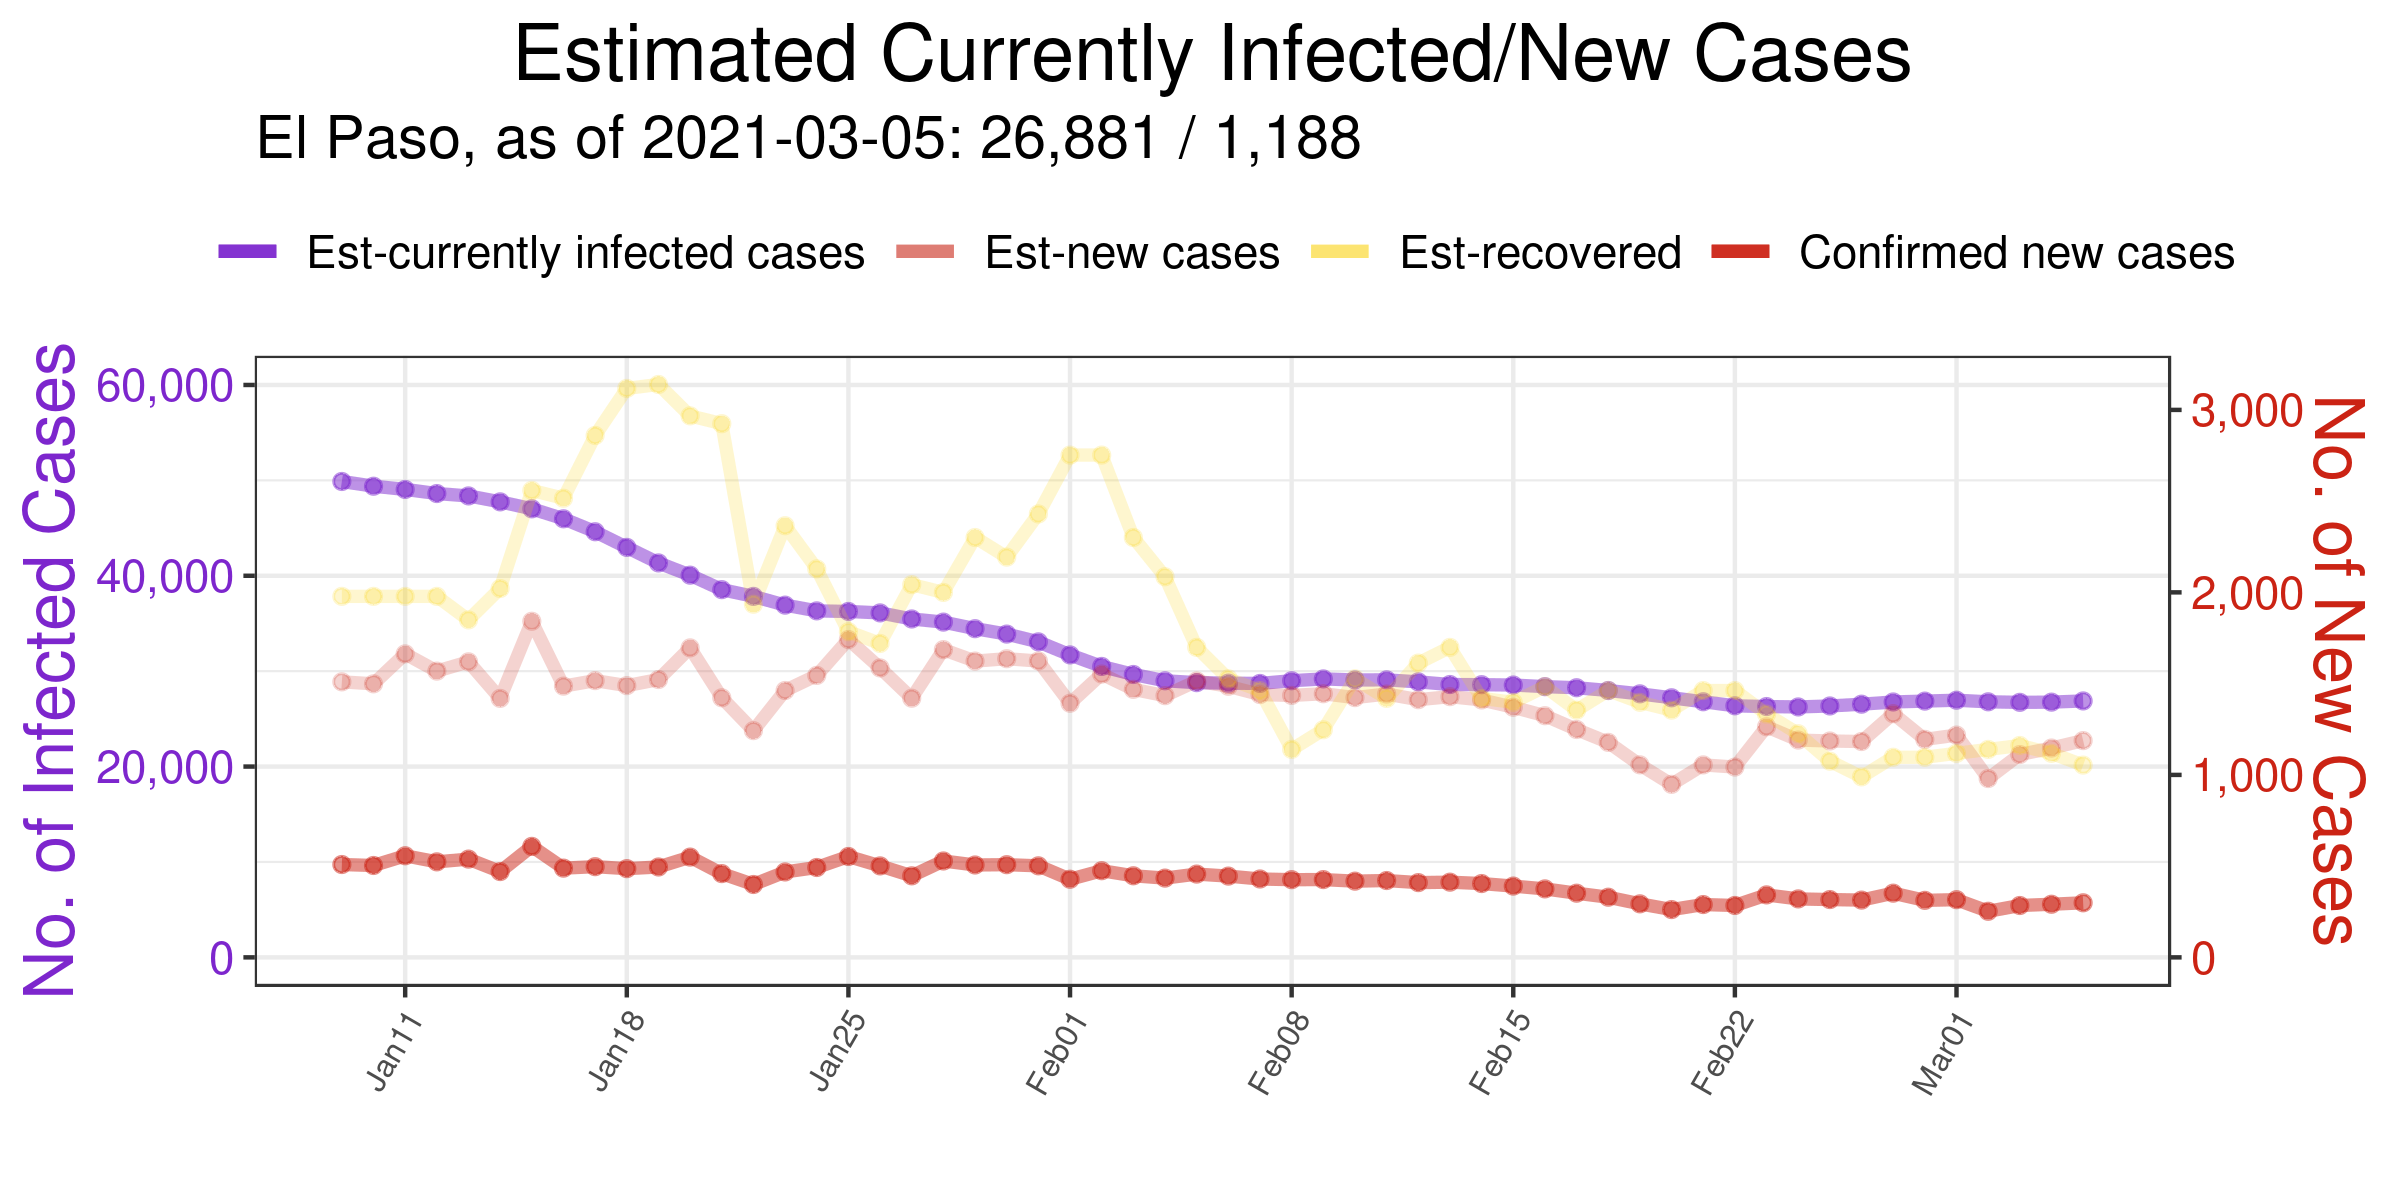 Estimated Currently Infected/New Cases
El Paso, as of 2021-03-05: 26,881 / 1,188
Est-currently infected cases Est-new cases Est-recovered Confirmed new cases
No. of Infected Cases
60,000
40,000
20,000
0
3,000
2,000
1,000
0
No. of New Cases
Jan11 Jan18 Jan25 Feb01 Feb08 Feb15 Feb22 Mar01